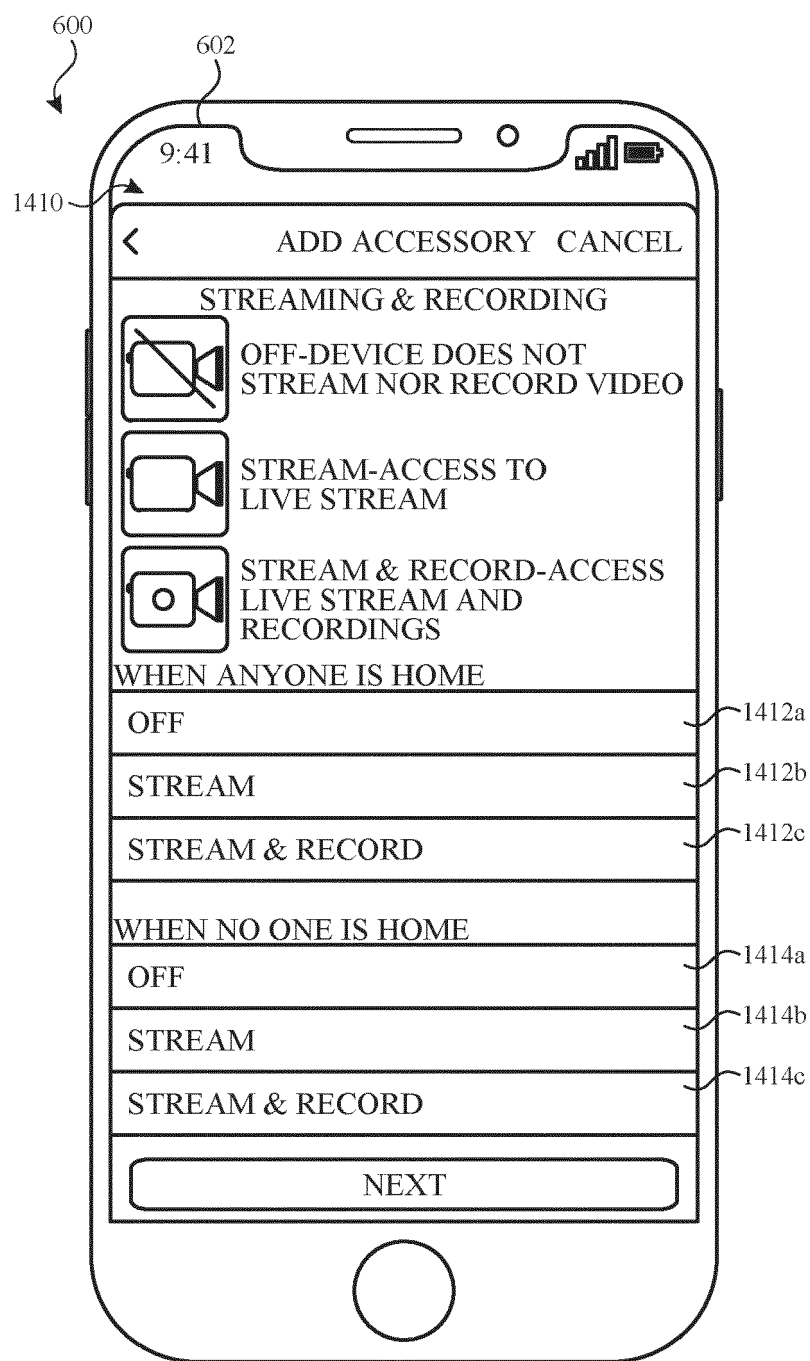 600
602
9:41
1410
< ADD ACCESSORY CANCEL
STREAMING & RECORDING
OFF-DEVICE DOES NOT
STREAM NOR RECORD VIDEO
STREAM-ACCESS TO
LIVE STREAM
STREAM & RECORD-ACCESS
LIVE STREAM AND
RECORDINGS
WHEN ANYONE IS HOME
OFF 1412a
STREAM 1412b
STREAM & RECORD 1412c
WHEN NO ONE IS HOME
OFF 1414a
STREAM 1414b
STREAM & RECORD 1414c
NEXT